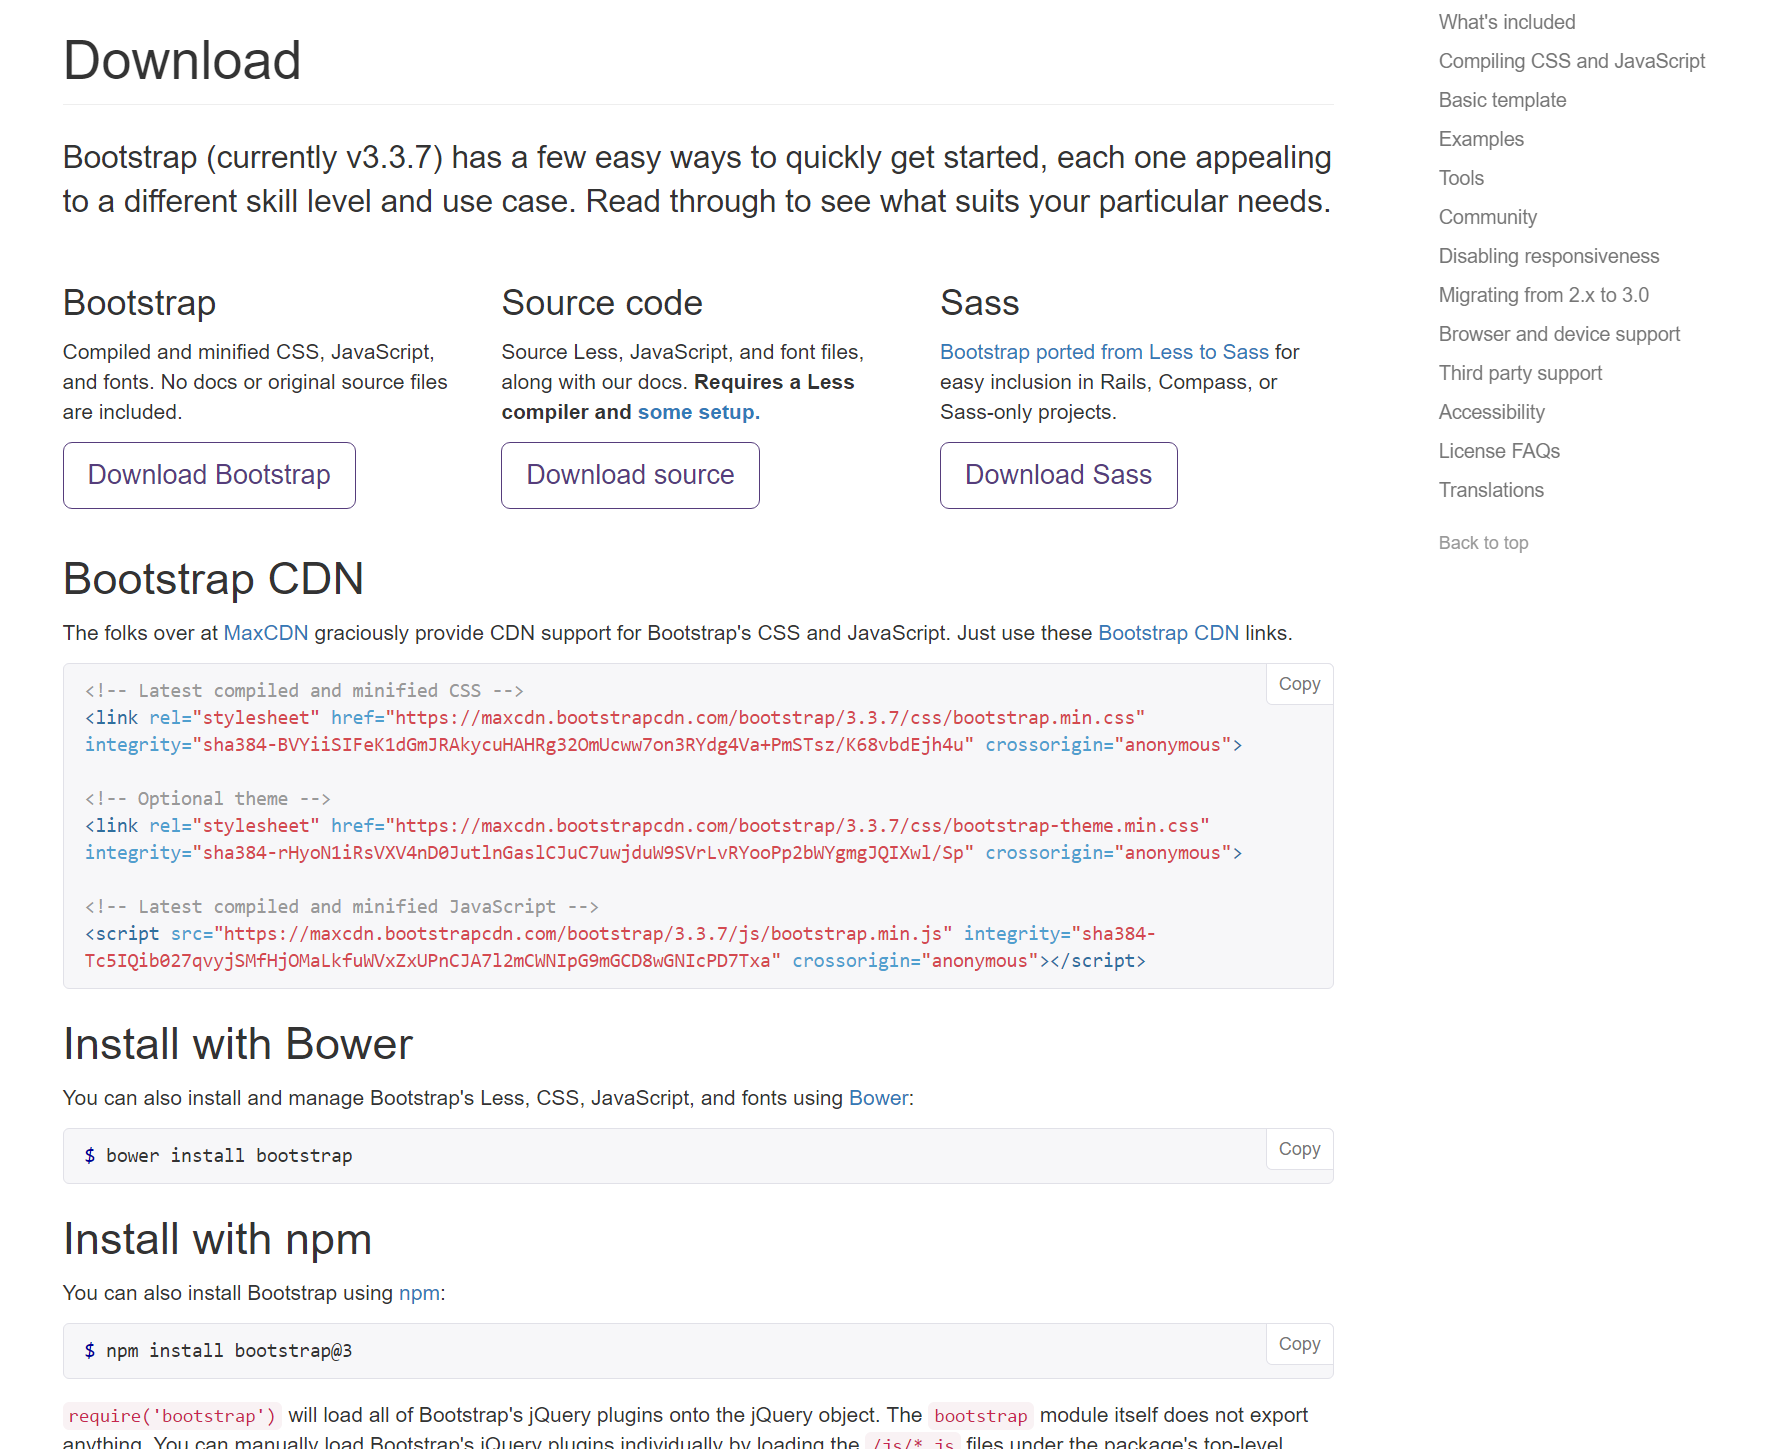 Download
Bootstrap (currently v3.3.7) has a few easy ways to quickly get started, each one appealing
to a different skill level and use case. Read through to see what suits your particular needs.
Bootstrap
Compiled and minified CSS, JavaScript,
and fonts. No docs or original source files
are included.
Download Bootstrap
Source code
Source Less, JavaScript, and font files,
along with our docs. Requires a Less
compiler and some setup.
Download source
Sass
Bootstrap ported from Less to Sass for
easy inclusion in Rails, Compass, or
Sass-only projects.
Download Sass
Bootstrap CDN
The folks over at MaxCDN graciously provide CDN support for Bootstrap's CSS and JavaScript. Just use these Bootstrap CDN links.
Copy
<!-- Latest compiled and minified CSS -->
<link rel="stylesheet" href="https://maxcdn.bootstrapcdn.com/bootstrap/3.3.7/css/bootstrap.min.css"
integrity="sha384-BVYiiSIFeK1dGmJRAkycuHAHRg32OmUcww7on3RYdg4Va+PmSTsz/K68vbdEjh4u" crossorigin="anonymous">
<!-- Optional theme -->
<link rel="stylesheet" href="https://maxcdn.bootstrapcdn.com/bootstrap/3.3.7/css/bootstrap-theme.min.css"
integrity="sha384-rHyoN1iRsVXV4nD0JutlnGaslCJuC7uwjduW9SVrLvRYooPp2bWYgmgJQIXwl/Sp" crossorigin="anonymous">
<!-- Latest compiled and minified JavaScript -->
<script src="https://maxcdn.bootstrapcdn.com/bootstrap/3.3.7/js/bootstrap.min.js" integrity="sha384-
Tc5IQib027qvyjSMfHjOMaLkfuWVxZxUPnCJA7l2mCWNIpG9mGCD8wGNIcPD7Txa" crossorigin="anonymous"></script>
Install with Bower
You can also install and manage Bootstrap's Less, CSS, JavaScript, and fonts using Bower:
Copy
$ bower install bootstrap
Install with npm
You can also install Bootstrap using npm:
Copy
$ npm install bootstrap@3
require('bootstrap') will load all of Bootstrap's jQuery plugins onto the jQuery object. The bootstrap module itself does not export
anything. You can manually load Bootstrap's jQuery plugins individually by loading the /js/*.js files under the package's top-level
What's included
Compiling CSS and JavaScript
Basic template
Examples
Tools
Community
Disabling responsiveness
Migrating from 2.x to 3.0
Browser and device support
Third party support
Accessibility
License FAQs
Translations
Back to top